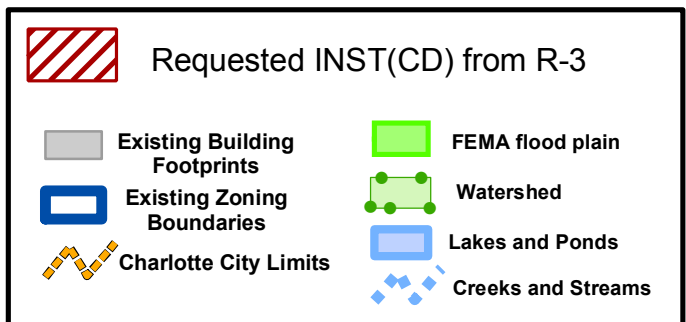 Requested INST(CD) from R-3
Existing Building
Footprints
Existing Zoning
Boundaries
Charlotte City Limits
FEMA flood plain
Watershed
Lakes and Ponds
Creeks and Streams